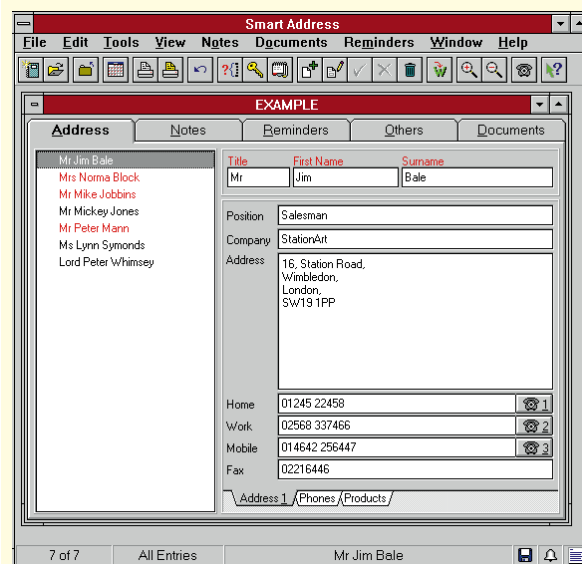 Smart Address
File Edit Tools View Notes Documents Reminders Window Help
EXAMPLE
Address Notes Reminders Others Documents
Mr Jim Bale
Mrs Norma Block
Mr Mike Jobbins
Mr Mickey Jones
Mr Peter Mann
Ms Lynn Symonds
Lord Peter Whimsey
Title First Name Surname
Mr Jim Bale
Position Salesman
Company StationArt
Address 16, Station Road,
Wimbledon,
London,
SW19 1PP
Home 01245 22458 1
Work 02568 337466 2
Mobile 014642 256447 3
Fax 02216446
Address 1 Phones Products
7 of 7 All Entries Mr Jim Bale